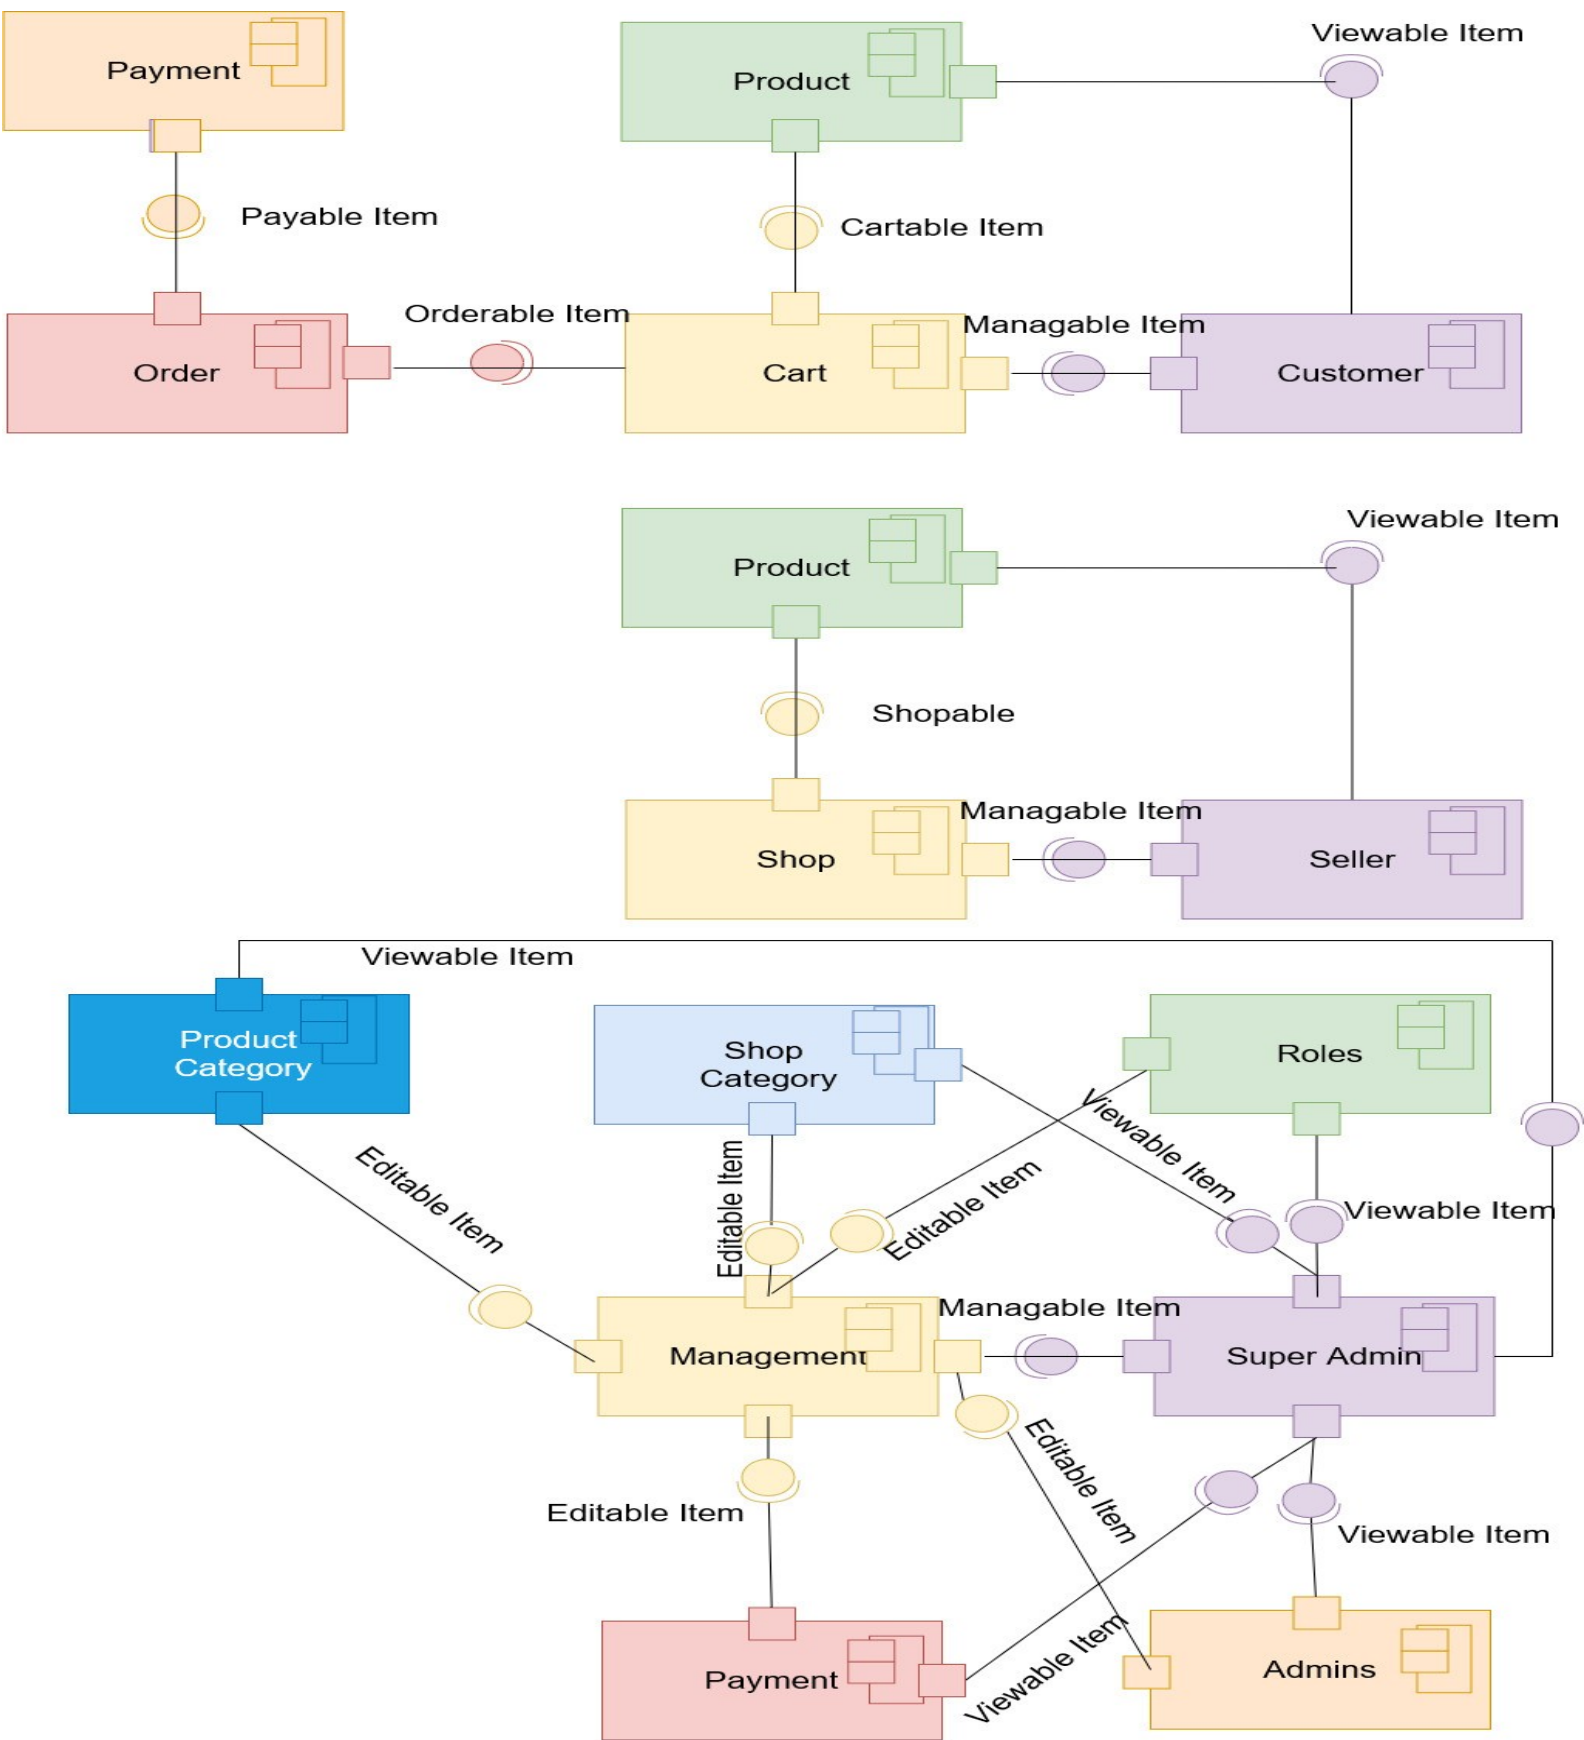 Viewable Item
Payment
Product
Payable Item
Cartable Item
Orderable Item
Managable Item
Order
Cart
Customer
Viewable Item
Product
Shopable
Managable Item
Shop
Seller
Viewable Item
Product
Category
Shop
Category
Roles
Editable Item
Editable Item
Editable Item
Viewable Item
Viewable Item
Managable Item
Management
Super Admin
Editable Item
Editable Item
Viewable Item
Viewable Item
Payment
Admins